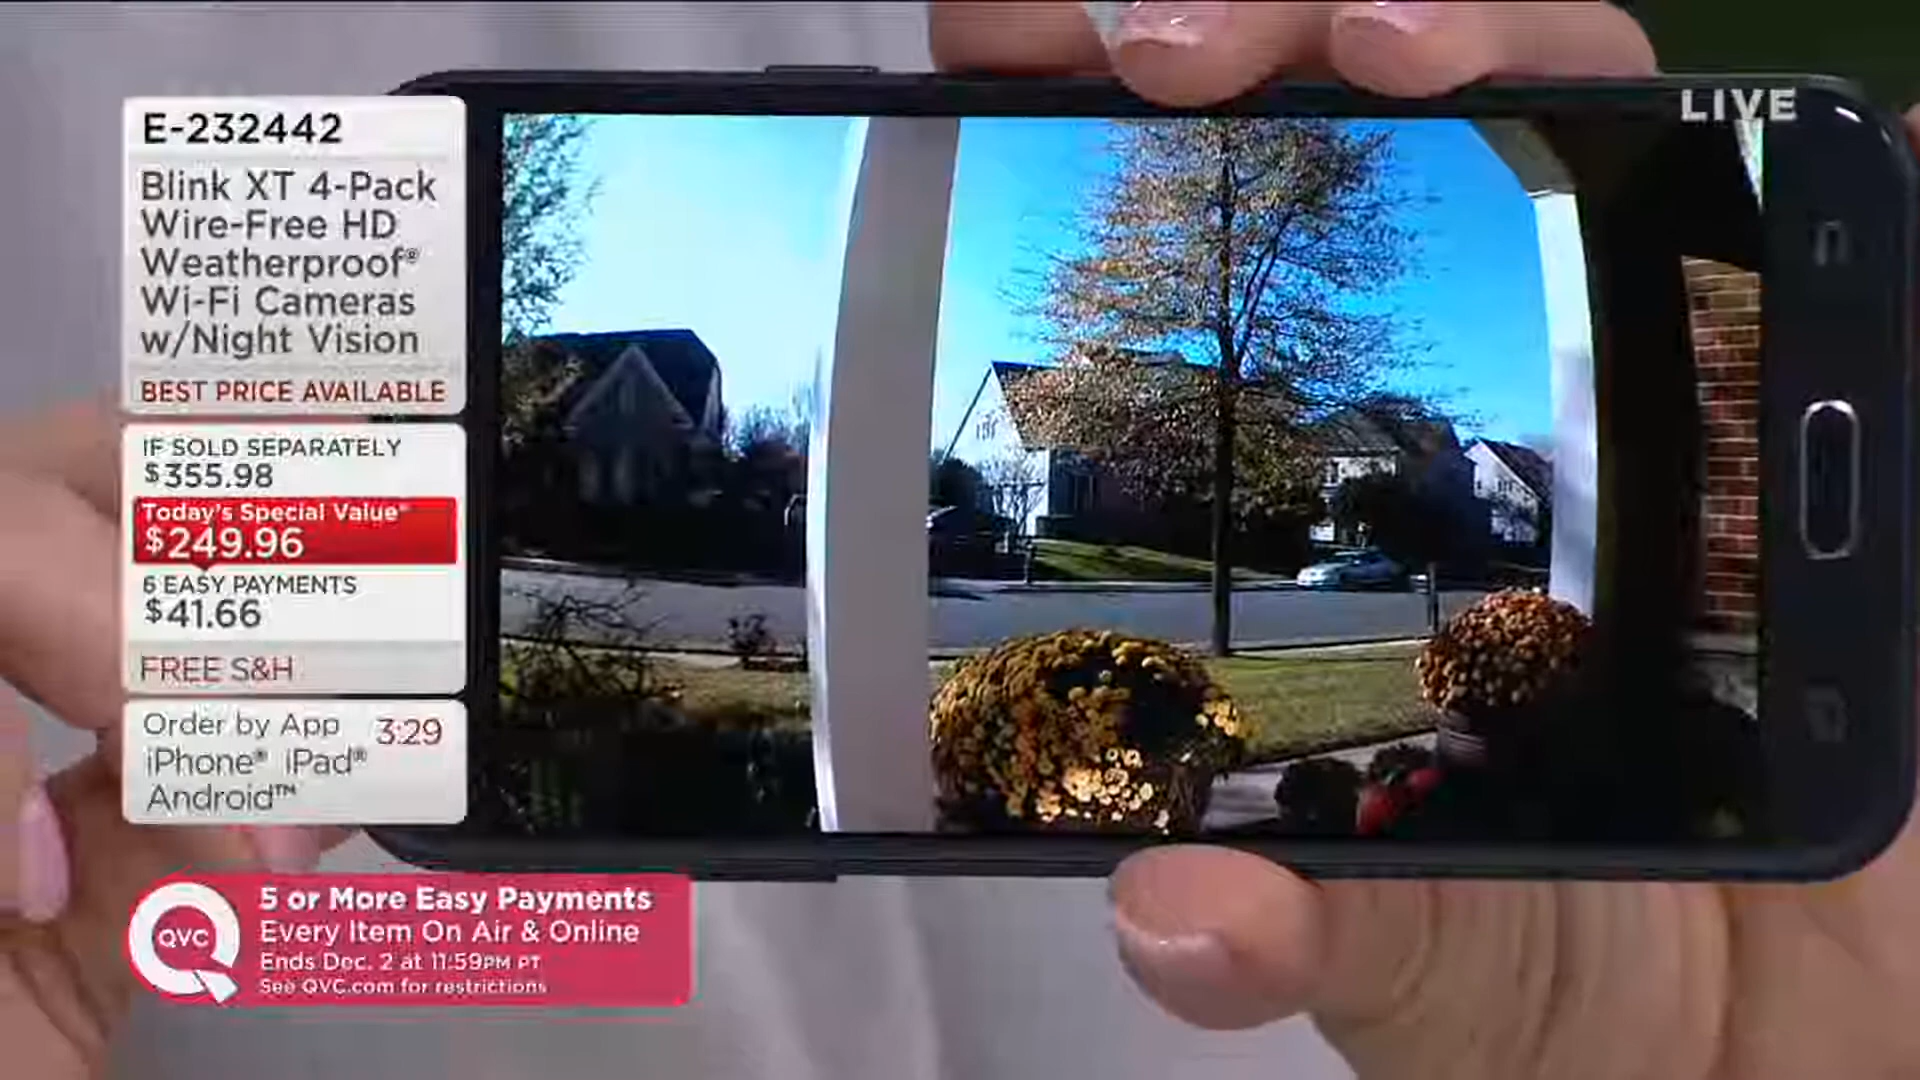 LIVE
E-232442
Blink XT 4-Pack
Wire-Free HD
Weatherproof®
Wi-Fi Cameras
w/Night Vision
BEST PRICE AVAILABLE
IF SOLD SEPARATELY
$355.98
Today's Special Value®
$249.96
6 EASY PAYMENTS
$41.66
FREE S&H
Order by App 3:29
iPhone® iPad®
Android™
QVC
5 or More Easy Payments
Every Item On Air & Online
Ends Dec. 2 at 11:59PM PT
See QVC.com for restrictions